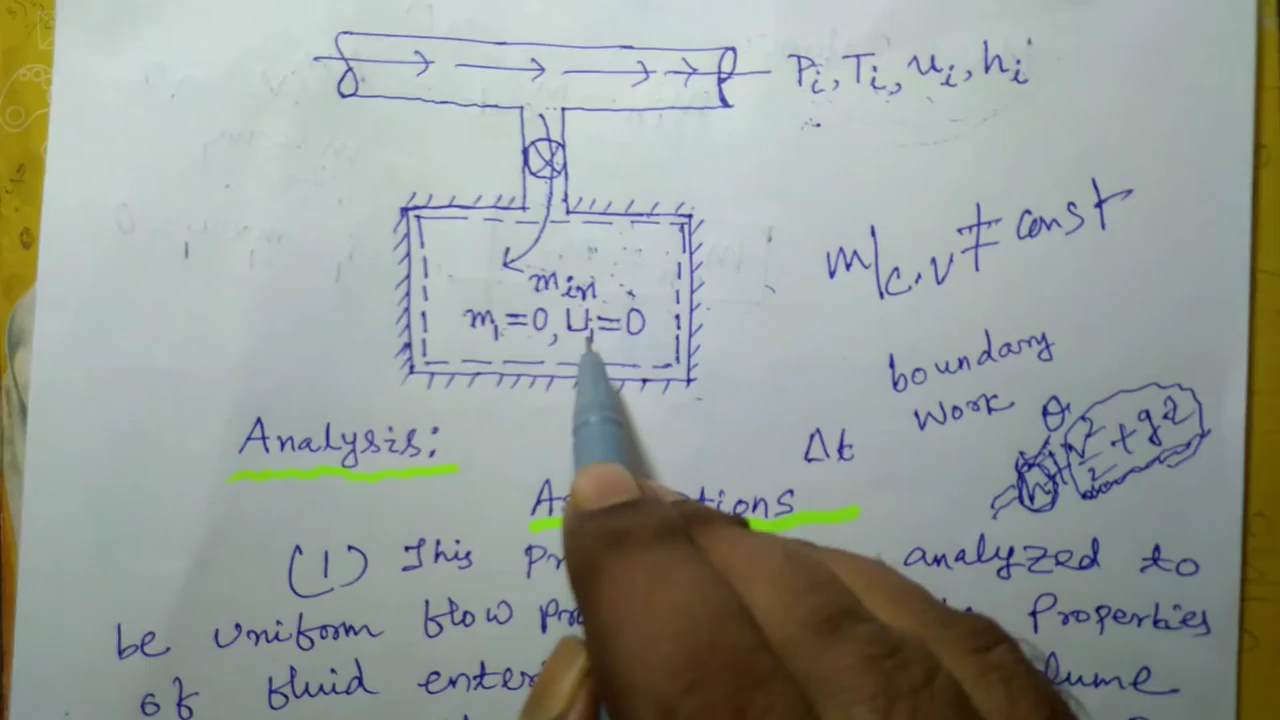 Pi, Ti, ui, hi
min
m1 = 0, U1 = 0
m/c.v ≠ const
boundary
work
Analysis:
Δt
(1) This analyzed to
be uniform flow Properties
of fluid